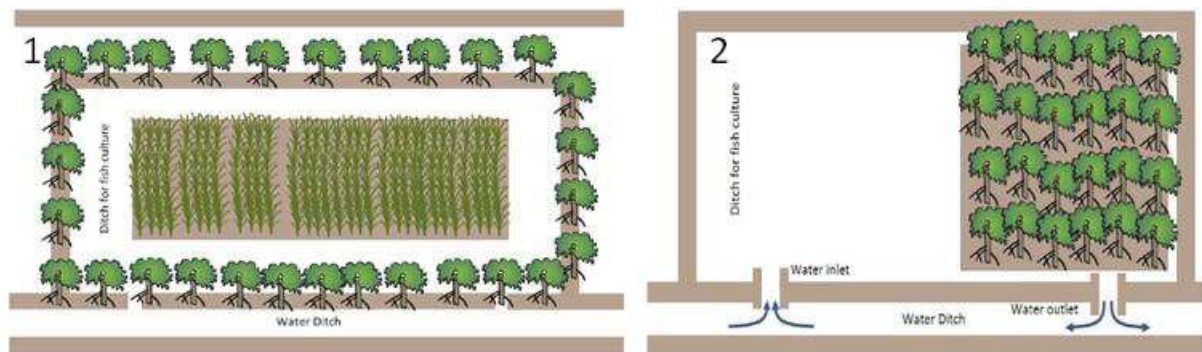 1
Ditch for fish culture
Water Ditch
2
Ditch for fish culture
Water inlet
Water outlet
Water Ditch